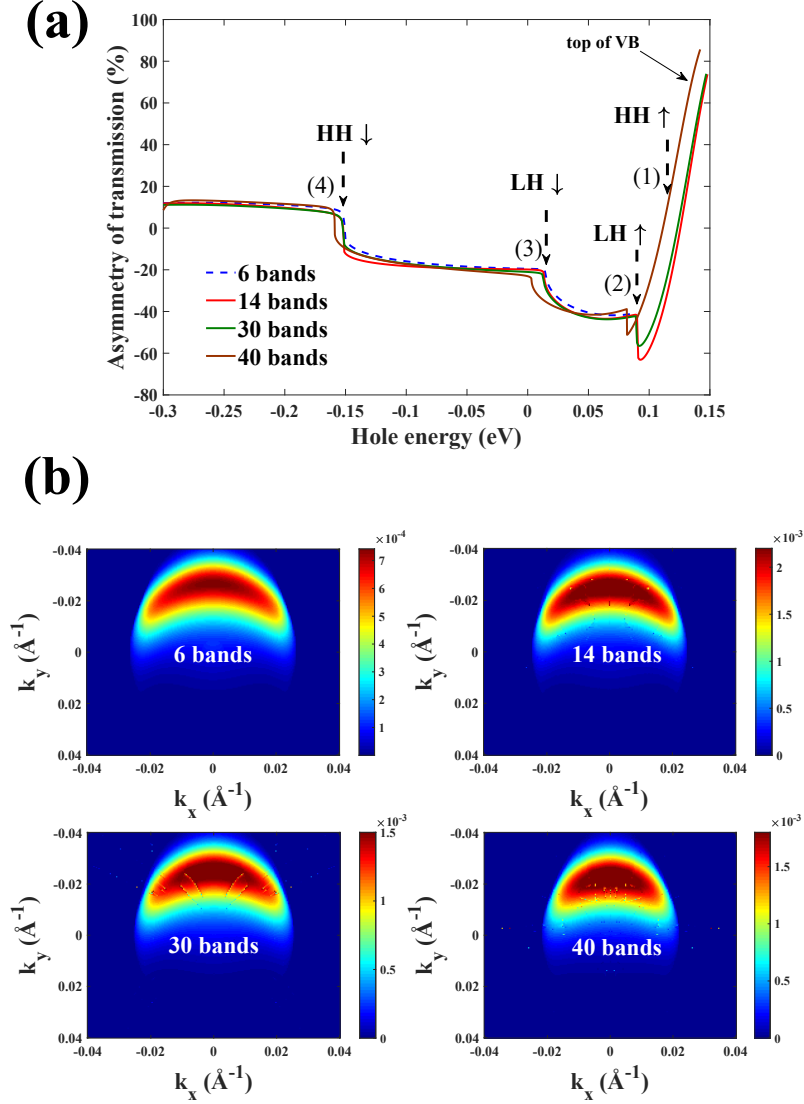 (a)
Asymmetry of transmission (%)
100
80
60
40
20
0
-20
-40
-60
-80
top of VB
HH ↓
HH ↑
(4)
(1)
LH ↓
LH ↑
(3)
(2)
6 bands
14 bands
30 bands
40 bands
-0.3 -0.25 -0.2 -0.15 -0.1 -0.05 0 0.05 0.1 0.15
Hole energy (eV)
(b)
×10⁻⁴
-0.04
-0.02
0
0.02
0.04
k_y (Å⁻¹)
6 bands
7
6
5
4
3
2
1
-0.04 -0.02 0 0.02 0.04
k_x (Å⁻¹)
×10⁻³
-0.04
-0.02
0
0.02
0.04
k_y (Å⁻¹)
14 bands
2
1.5
1
0.5
0
-0.04 -0.02 0 0.02 0.04
k_x (Å⁻¹)
×10⁻³
-0.04
-0.02
0
0.02
0.04
k_y (Å⁻¹)
30 bands
1.5
1
0.5
0
-0.04 -0.02 0 0.02 0.04
k_x (Å⁻¹)
×10⁻³
-0.04
-0.02
0
0.02
0.04
k_y (Å⁻¹)
40 bands
1.5
1
0.5
0
-0.04 -0.02 0 0.02 0.04
k_x (Å⁻¹)